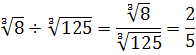 ∛8 ÷ ∛125 = ∛8 / ∛125 = 2 / 5